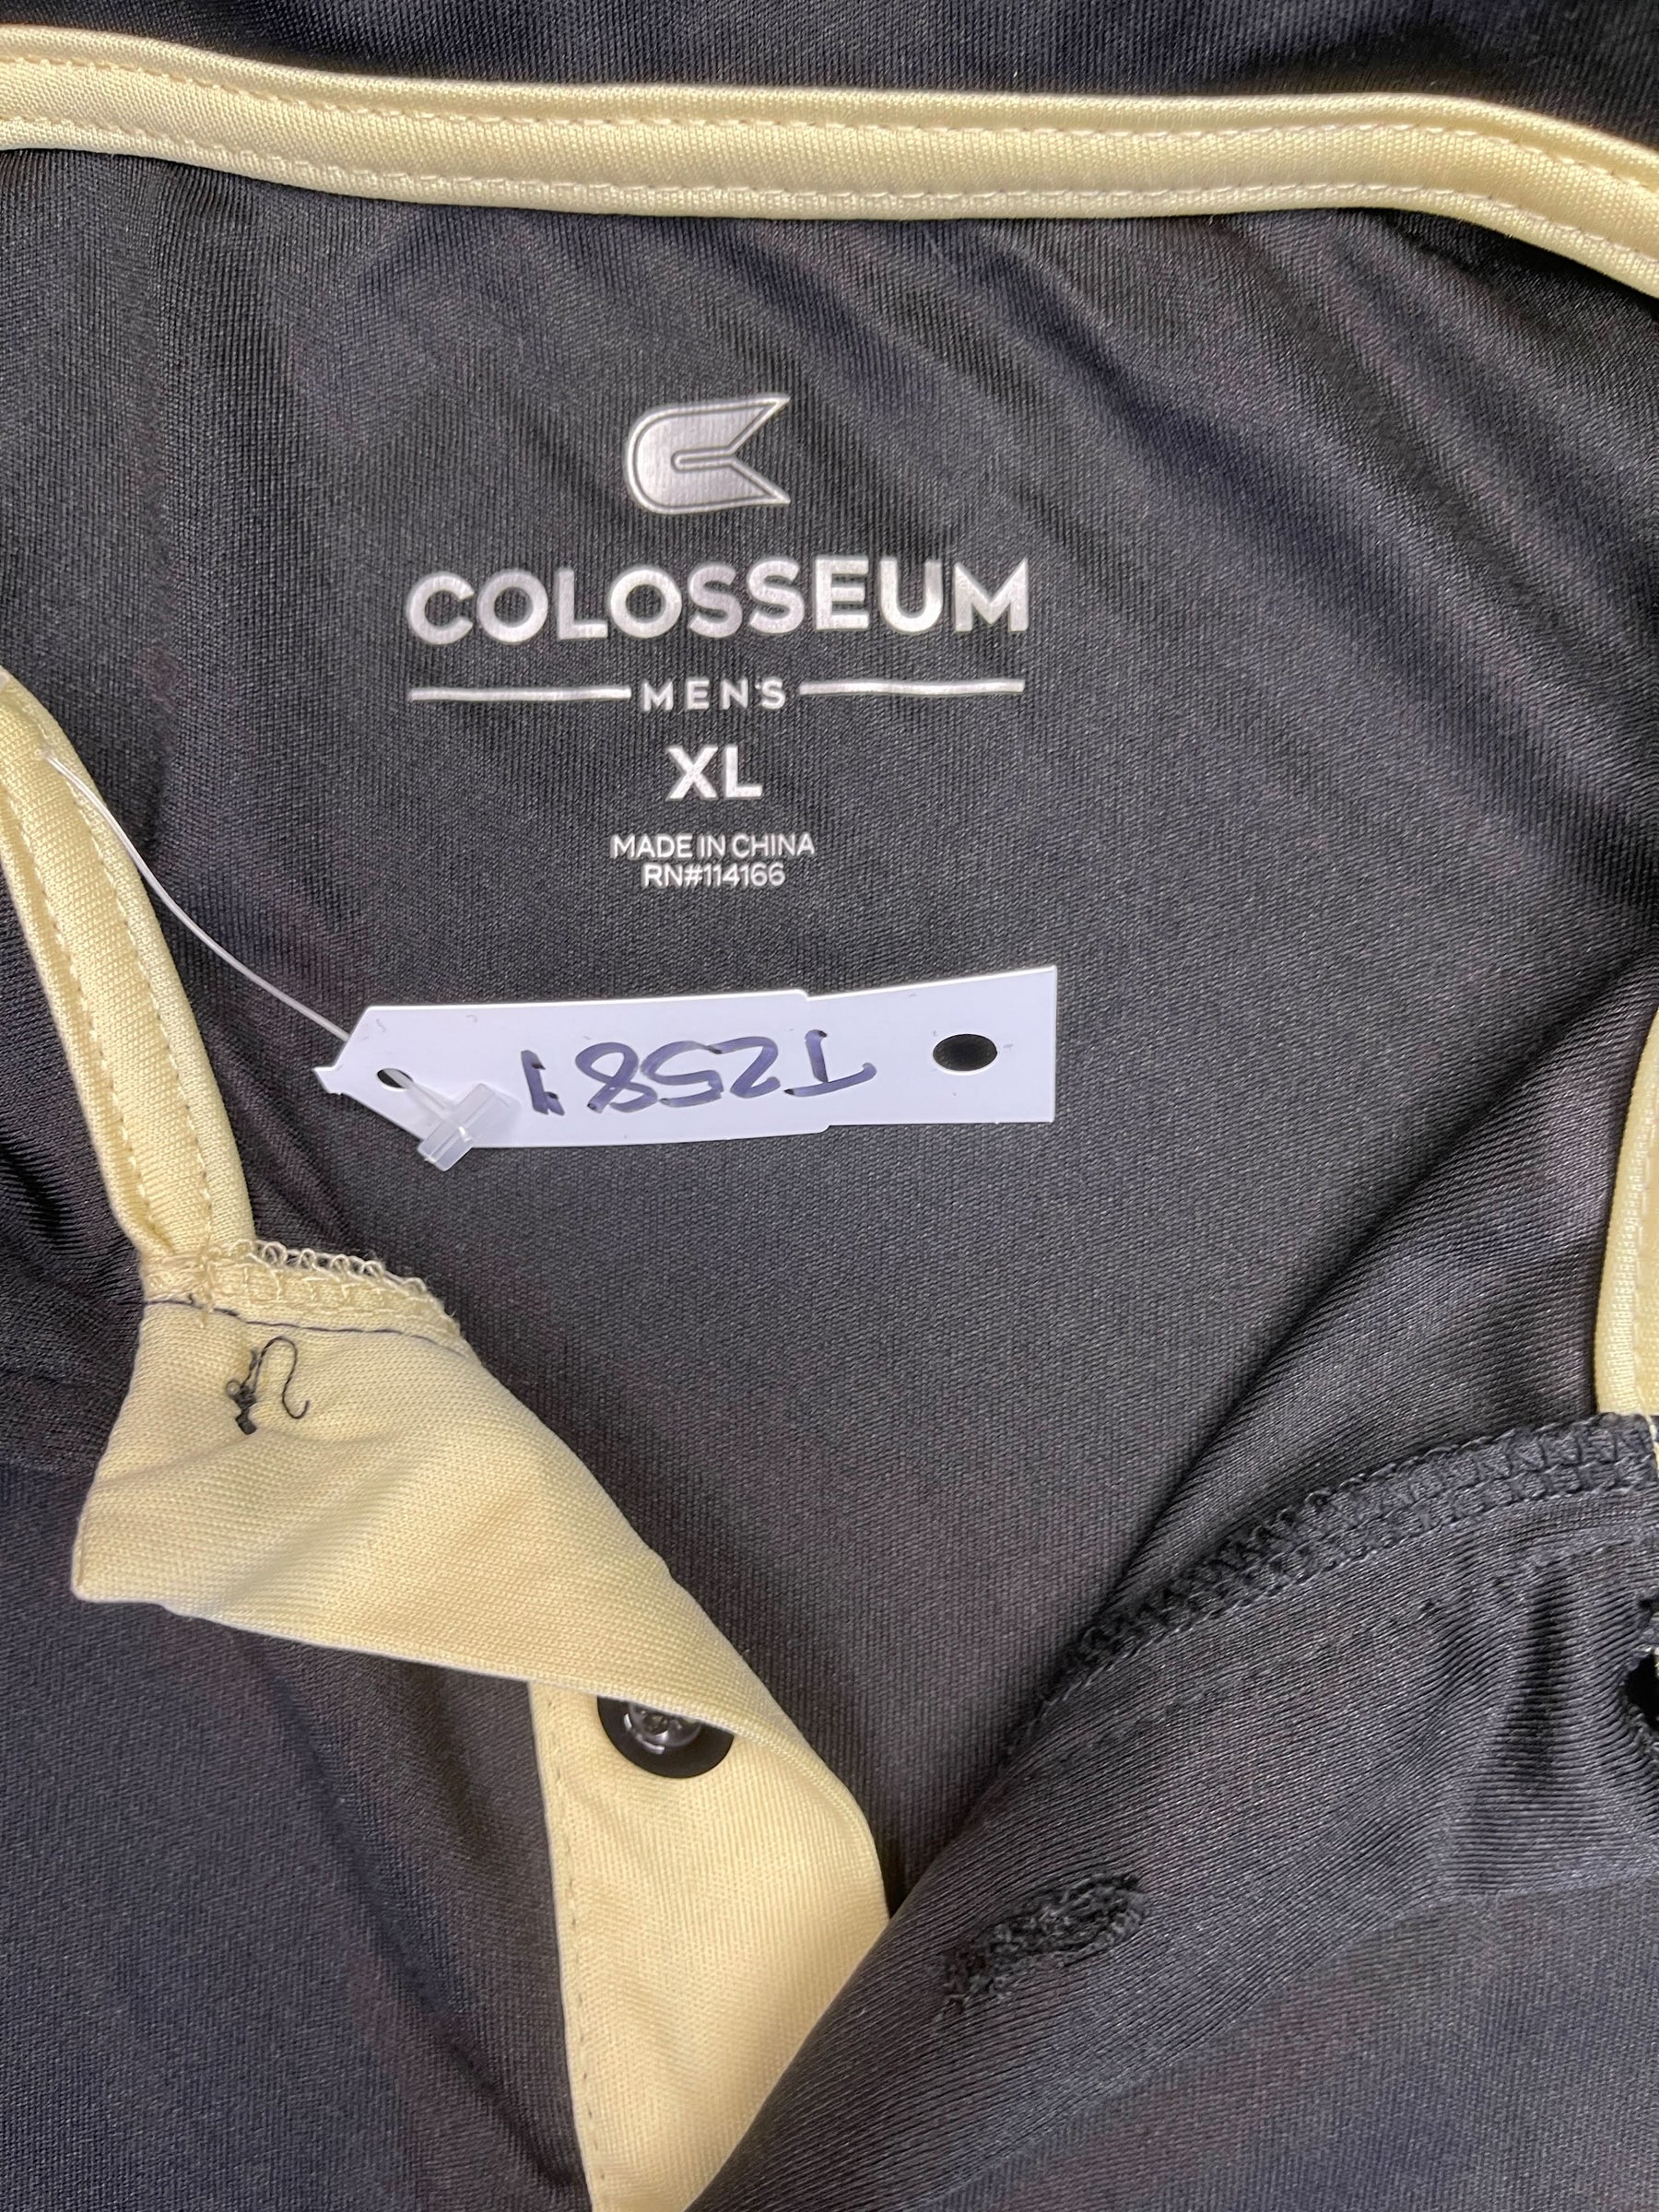 COLOSSEUM
MEN'S
XL
MADE IN CHINA
RN#114166
T2581